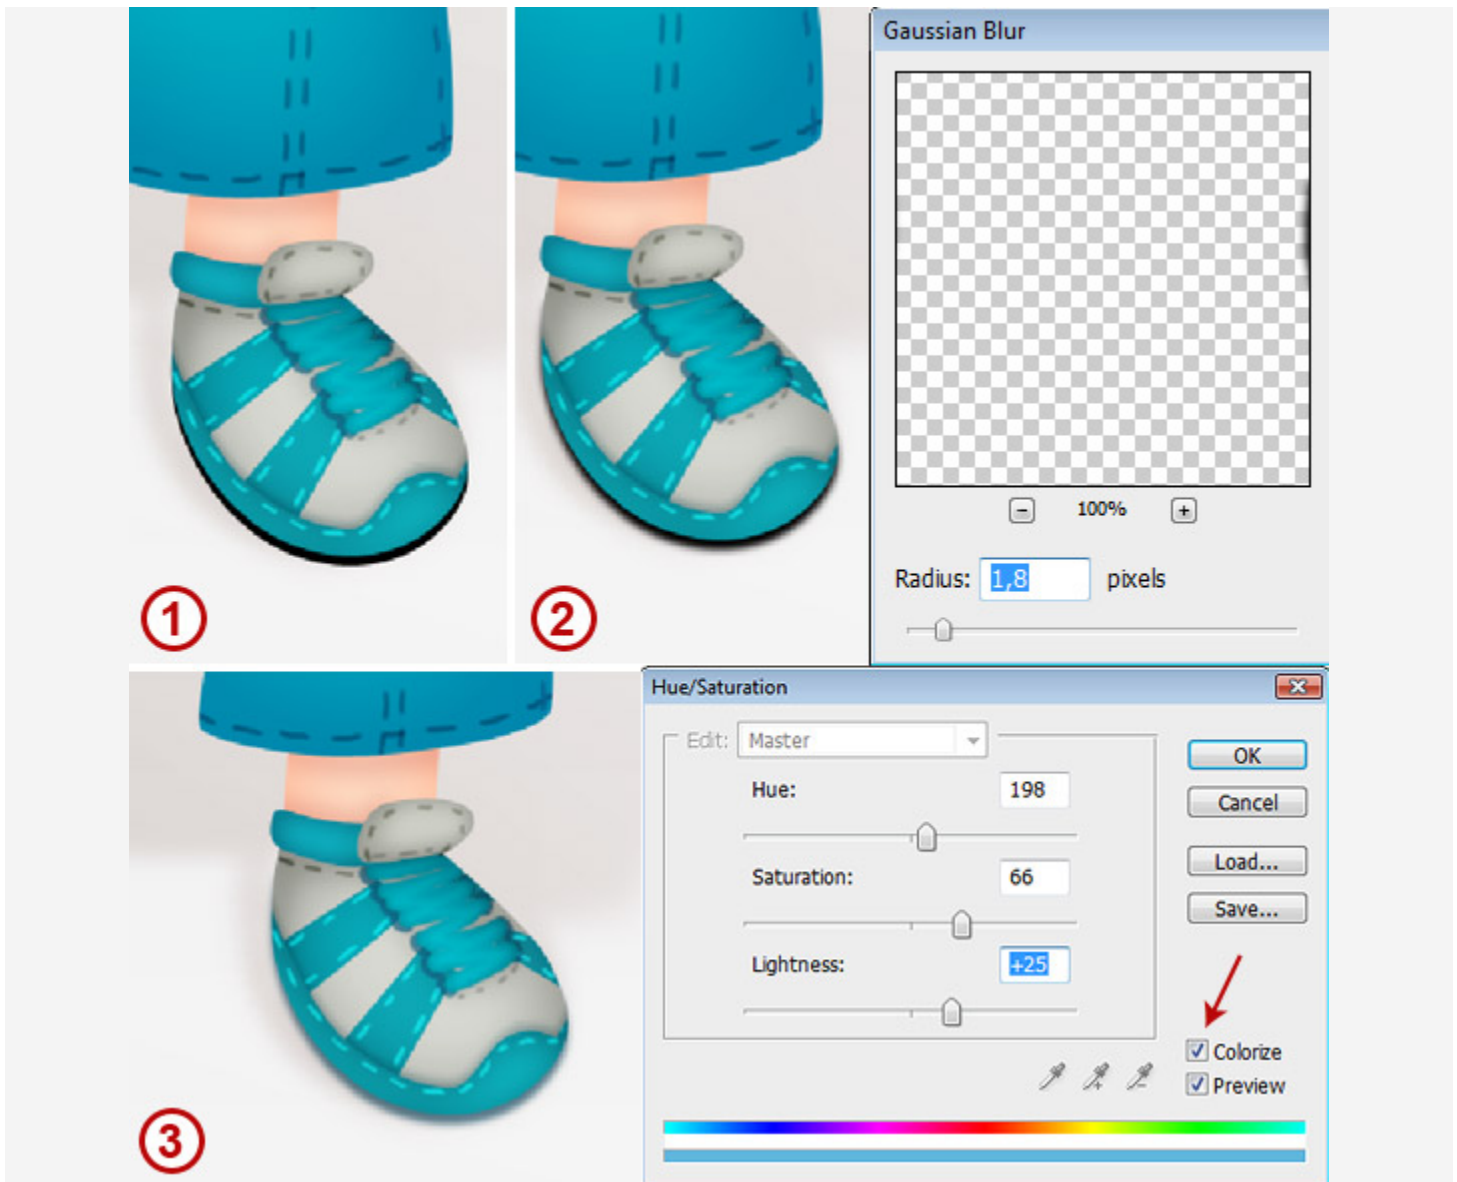 Gaussian Blur
100%
Radius: 1,8 pixels
1
2
Hue/Saturation
Edit: Master
OK
Hue: 198
Cancel
Load...
Saturation: 66
Save...
Lightness: +25
Colorize
Preview
3